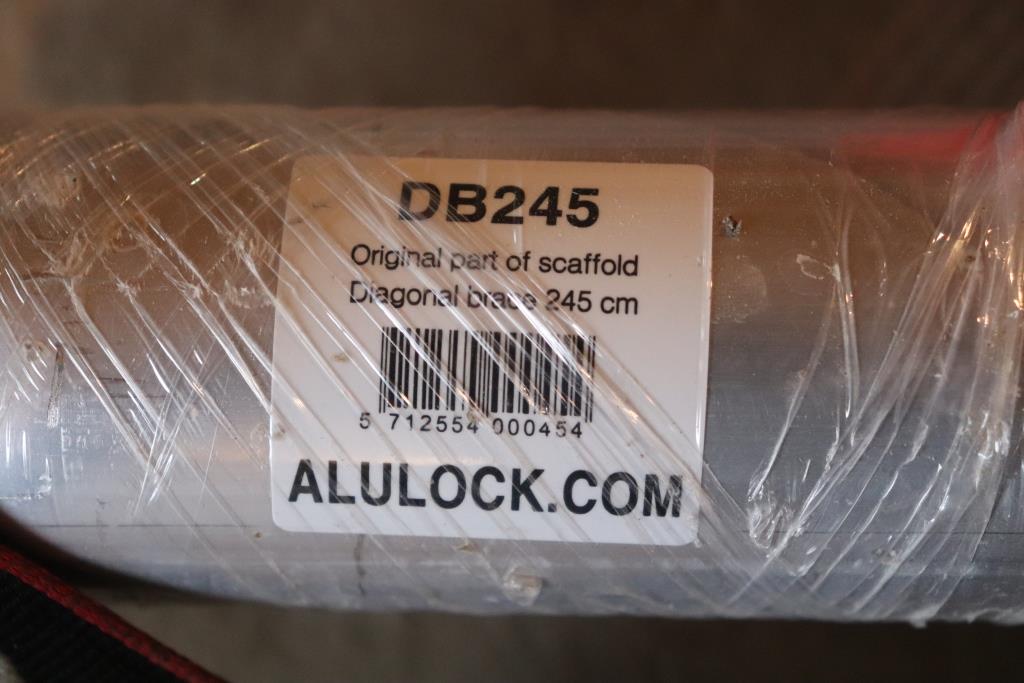 DB245
Original part of scaffold
Diagonal brace 245 cm
5 712554 000454
ALULOCK.COM